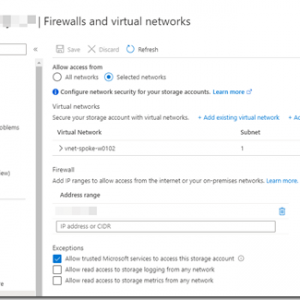 | Firewalls and virtual networks
«
Save Discard Refresh
Allow access from
All networks Selected networks
Configure network security for your storage accounts. Learn more
Virtual networks
Secure your storage account with virtual networks. + Add existing virtual network + Add
Virtual Network Subnet
> vnet-spoke-w0102 1
Firewall
Add IP ranges to allow access from the internet or your on-premises networks. Learn more.
Address range
IP address or CIDR
Exceptions
Allow trusted Microsoft services to access this storage account
Allow read access to storage logging from any network
Allow read access to storage metrics from any network